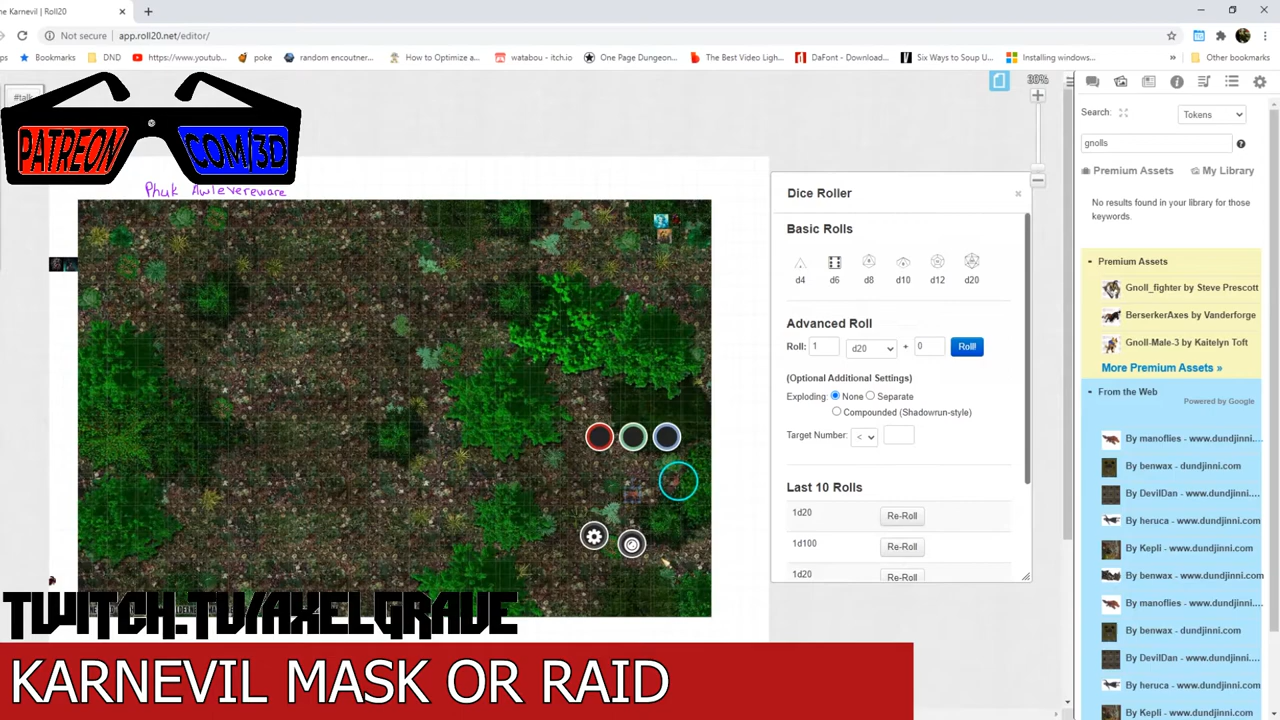 he Karnevil | Roll20
Not secure | app.roll20.net/editor/
ps
Bookmarks
DND
https://www.youtub...
poke
random encoutner...
How to Optimize a...
watabou - itch.io
One Page Dungeon...
The Best Video Ligh...
DaFont - Download...
Six Ways to Soup U...
Installing windows...
»
Other bookmarks
#talk
PATREON
COM/3D
Phuk Awlevereware
Dice Roller
×
Basic Rolls
d4
d6
d8
d10
d12
d20
Advanced Roll
Roll: 1 d20 + 0 Roll!
(Optional Additional Settings)
Exploding: None Separate
Compounded (Shadowrun-style)
Target Number: <
Last 10 Rolls
1d20 Re-Roll
1d100 Re-Roll
1d20 Re-Roll
Search: Tokens
gnolls
Premium Assets My Library
No results found in your library for those
keywords.
Premium Assets
Gnoll_fighter by Steve Prescott
BerserkerAxes by Vanderforge
Gnoll-Male-3 by Kaitelyn Toft
More Premium Assets »
From the Web
Powered by Google
By manoflies - www.dundjinni....
By benwax - dundjinni.com
By DevilDan - www.dundjinni.c...
By heruca - www.dundjinni.com
By Kepli - www.dundjinni.com
By benwax - www.dundjinni.com
By manoflies - www.dundjinni....
By benwax - dundjinni.com
By DevilDan - www.dundjinni.c...
By heruca - www.dundjinni.com
By Kepli - www.dundjinni.com
TWITCH.TV/AXELGRAVE
KARNEVIL MASK OR RAID